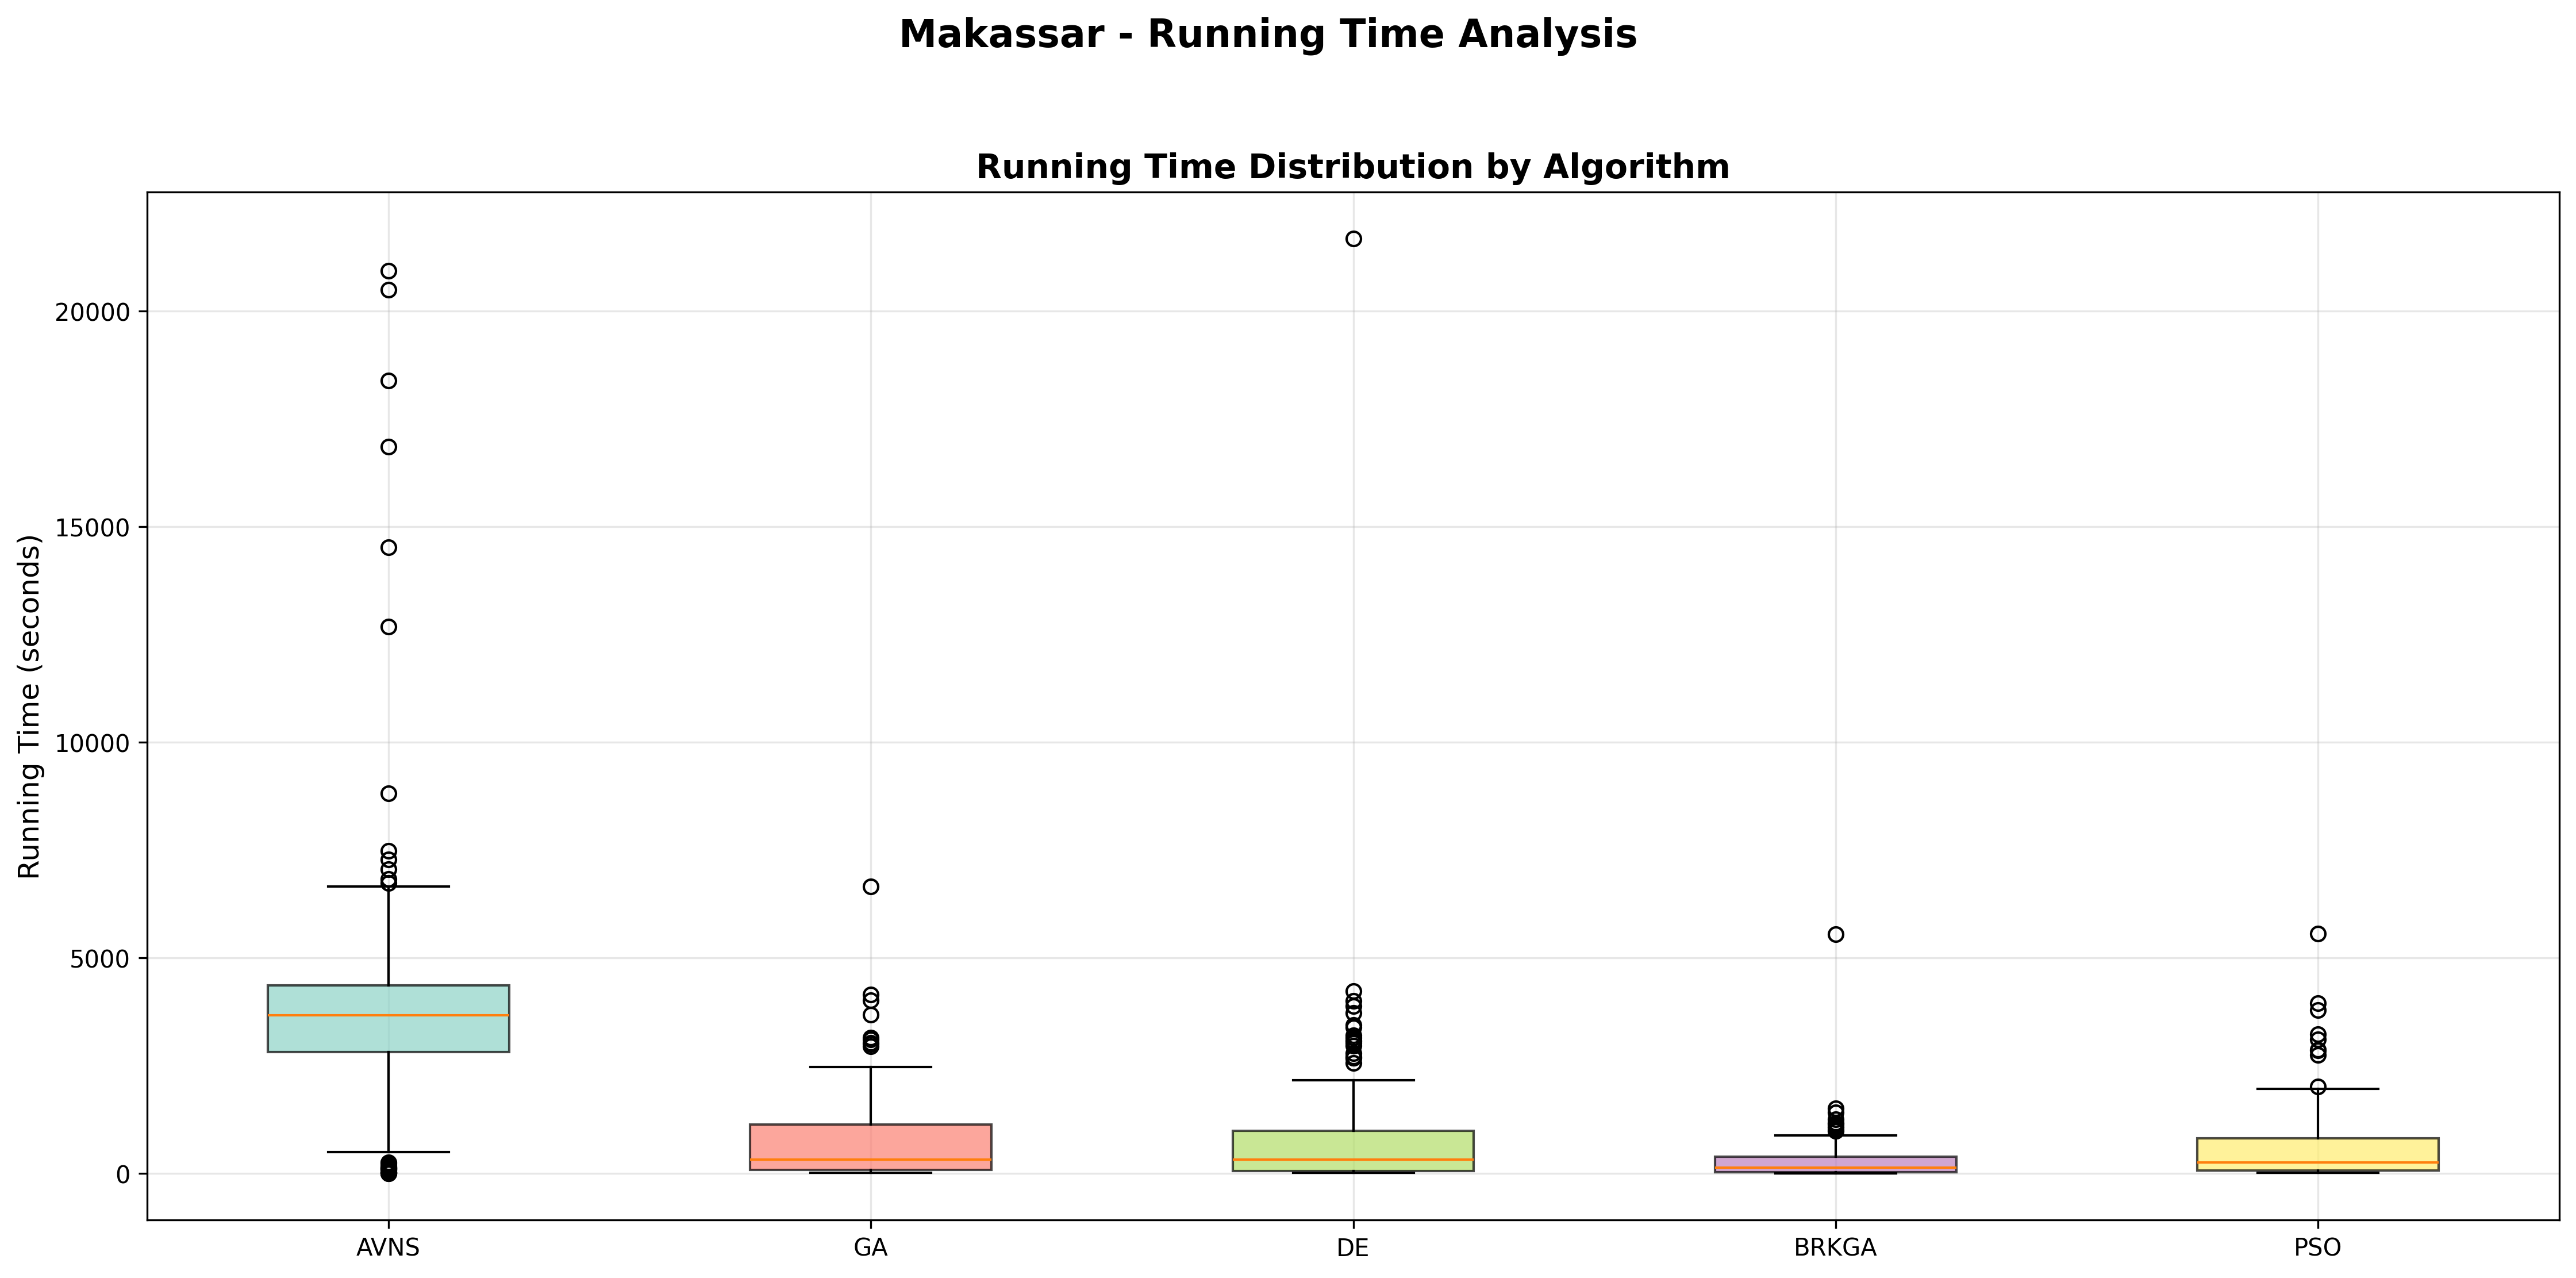 Makassar - Running Time Analysis
Running Time Distribution by Algorithm
Running Time (seconds)
20000
15000
10000
5000
0
AVNS
GA
DE
BRKGA
PSO